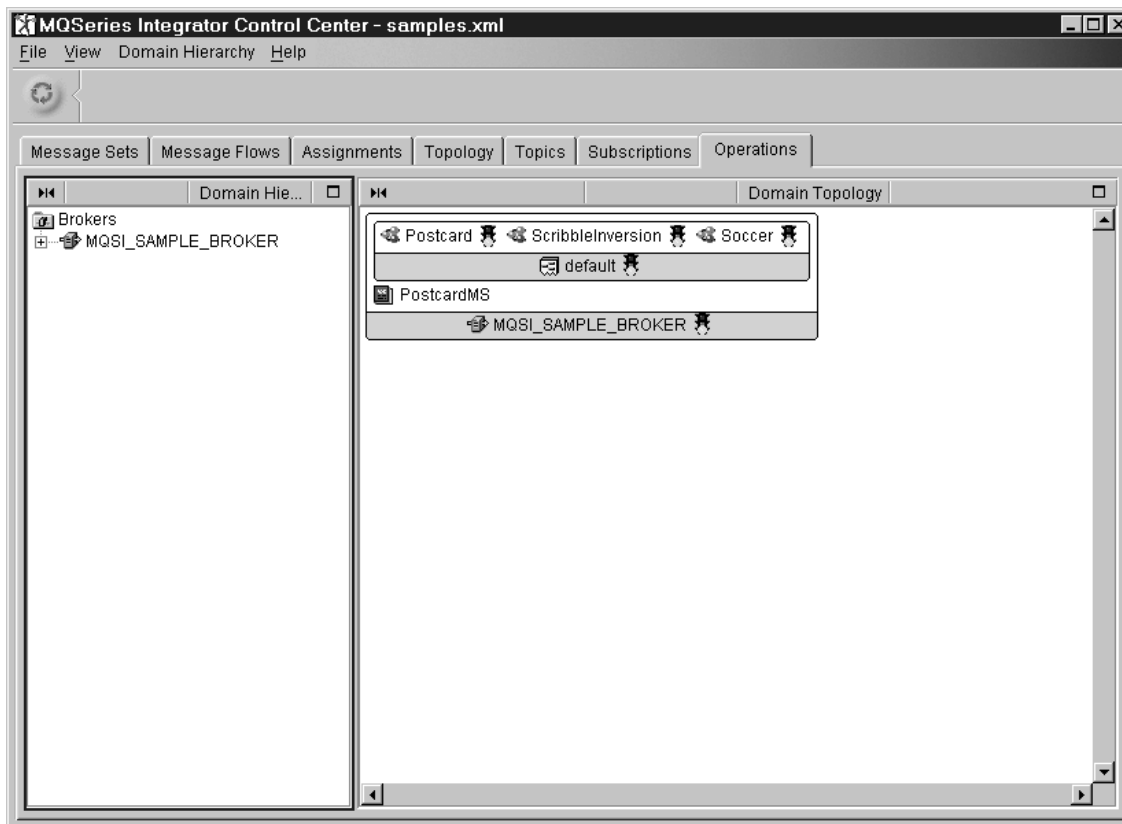 MQSeries Integrator Control Center - samples.xml
File View Domain Hierarchy Help
Message Sets Message Flows Assignments Topology Topics Subscriptions Operations
Domain Hie... Domain Topology
Brokers
MQSI_SAMPLE_BROKER
Postcard ScribbleInversion Soccer
default
PostcardMS
MQSI_SAMPLE_BROKER